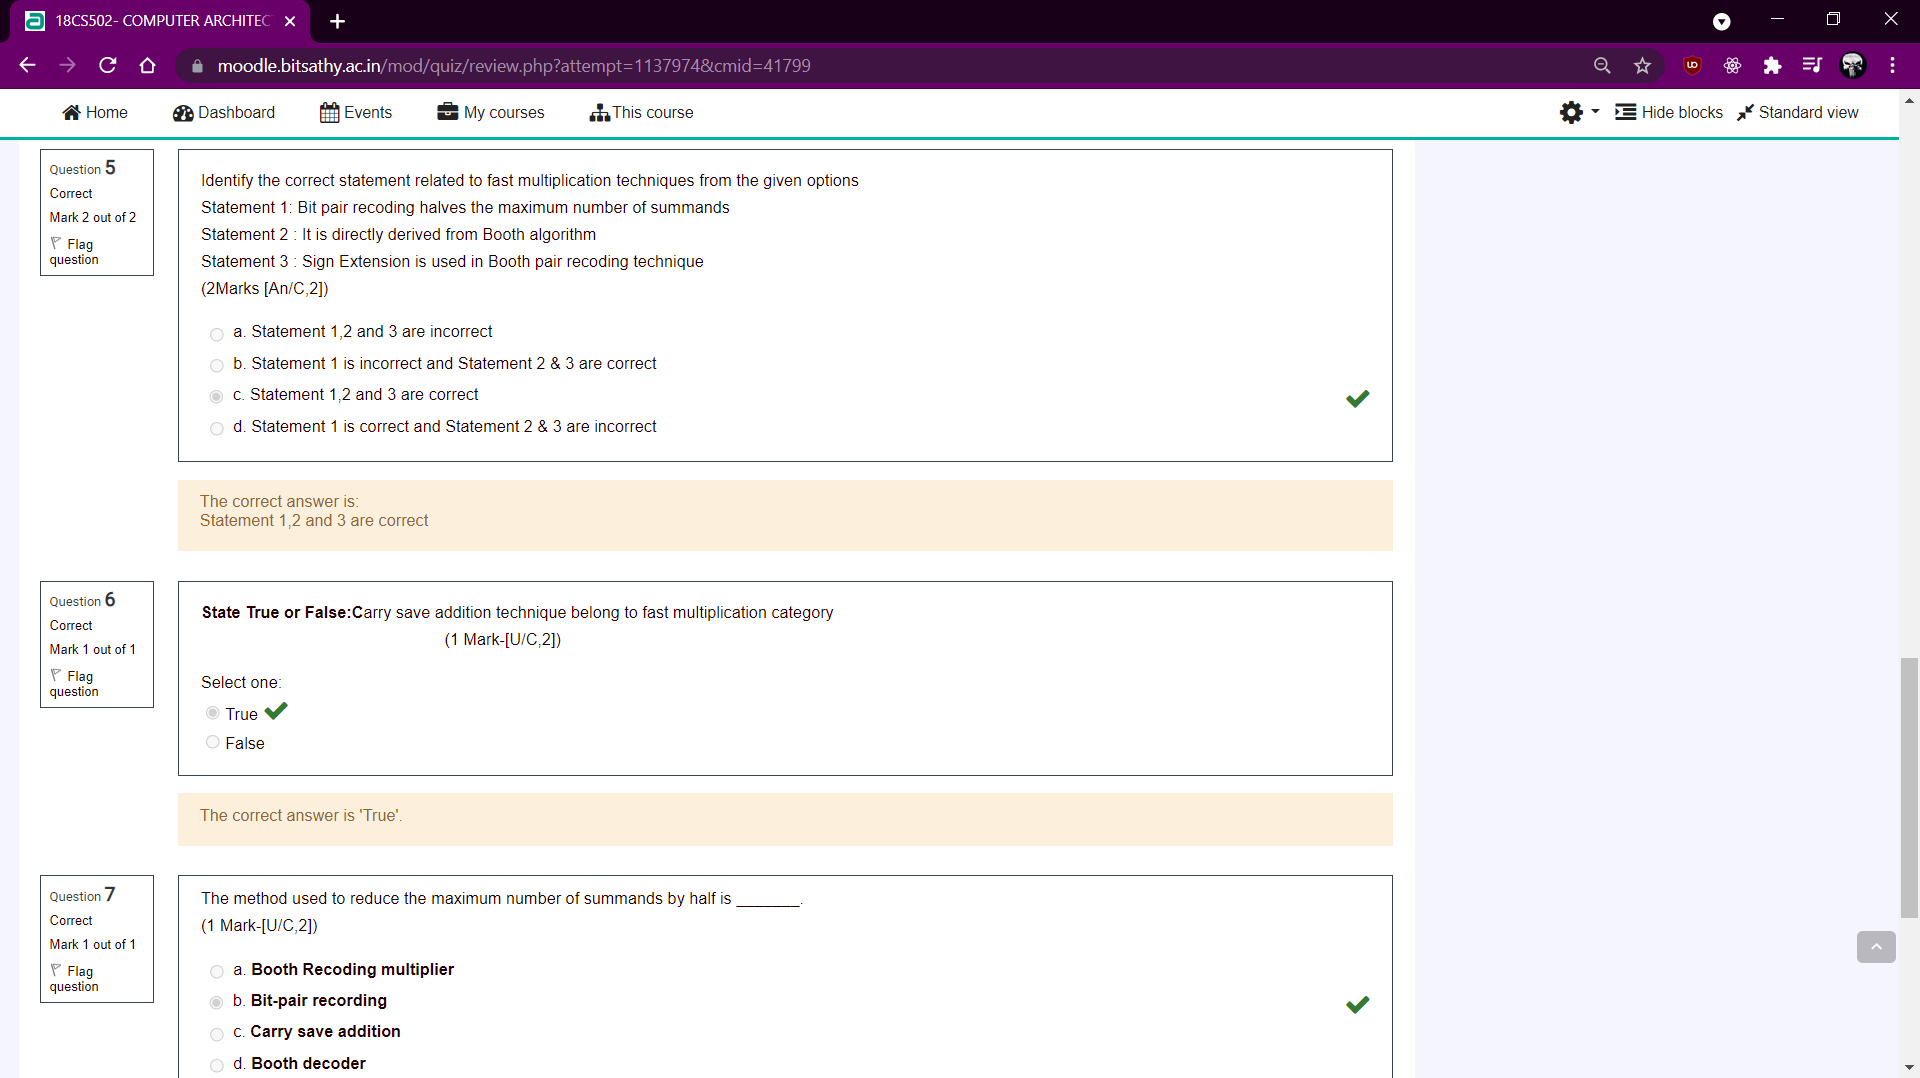 18CS502- COMPUTER ARCHITEC
moodle.bitsathy.ac.in/mod/quiz/review.php?attempt=1137974&cmid=41799
Home Dashboard Events My courses This course Hide blocks Standard view
Question 5
Correct
Mark 2 out of 2
Flag
question
Identify the correct statement related to fast multiplication techniques from the given options
Statement 1: Bit pair recoding halves the maximum number of summands
Statement 2 : It is directly derived from Booth algorithm
Statement 3 : Sign Extension is used in Booth pair recoding technique
(2Marks [An/C,2])
a. Statement 1,2 and 3 are incorrect
b. Statement 1 is incorrect and Statement 2 & 3 are correct
c. Statement 1,2 and 3 are correct
d. Statement 1 is correct and Statement 2 & 3 are incorrect
The correct answer is:
Statement 1,2 and 3 are correct
Question 6
Correct
Mark 1 out of 1
Flag
question
State True or False:Carry save addition technique belong to fast multiplication category
(1 Mark-[U/C,2])
Select one:
True
False
The correct answer is 'True'.
Question 7
Correct
Mark 1 out of 1
Flag
question
The method used to reduce the maximum number of summands by half is _______.
(1 Mark-[U/C,2])
a. Booth Recoding multiplier
b. Bit-pair recording
c. Carry save addition
d. Booth decoder